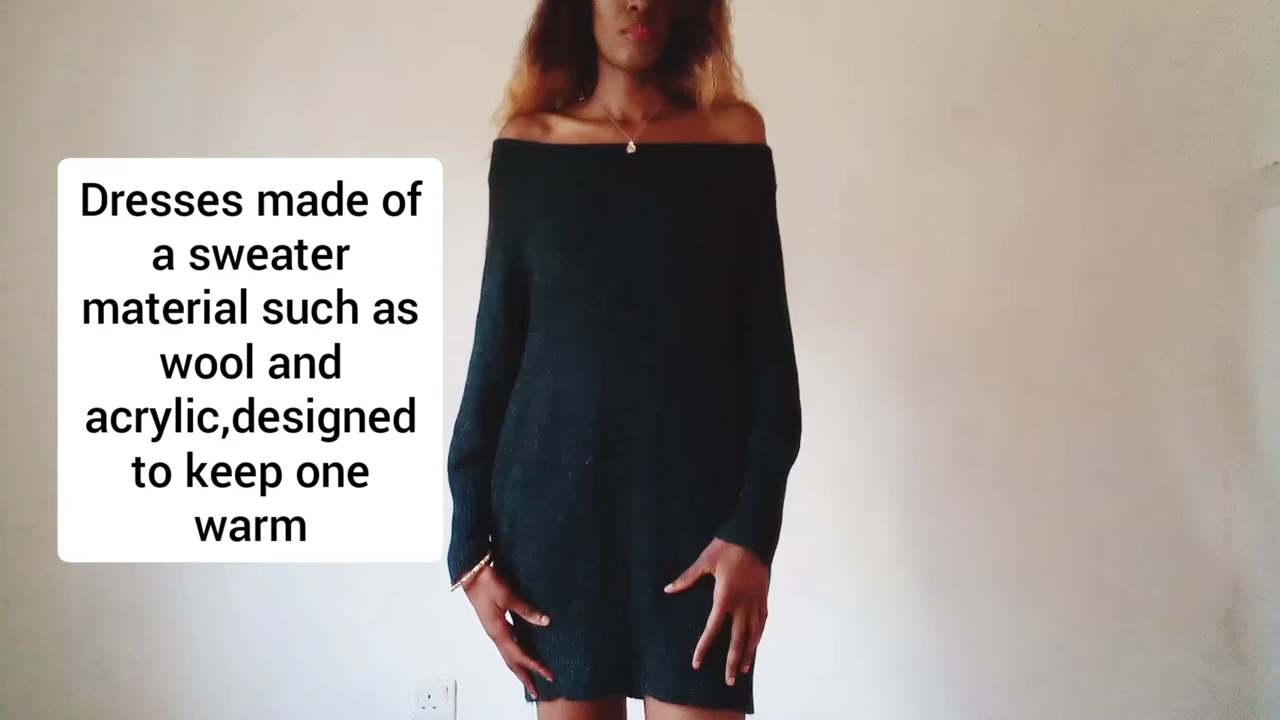 Dresses made of
a sweater
material such as
wool and
acrylic,designed
to keep one
warm